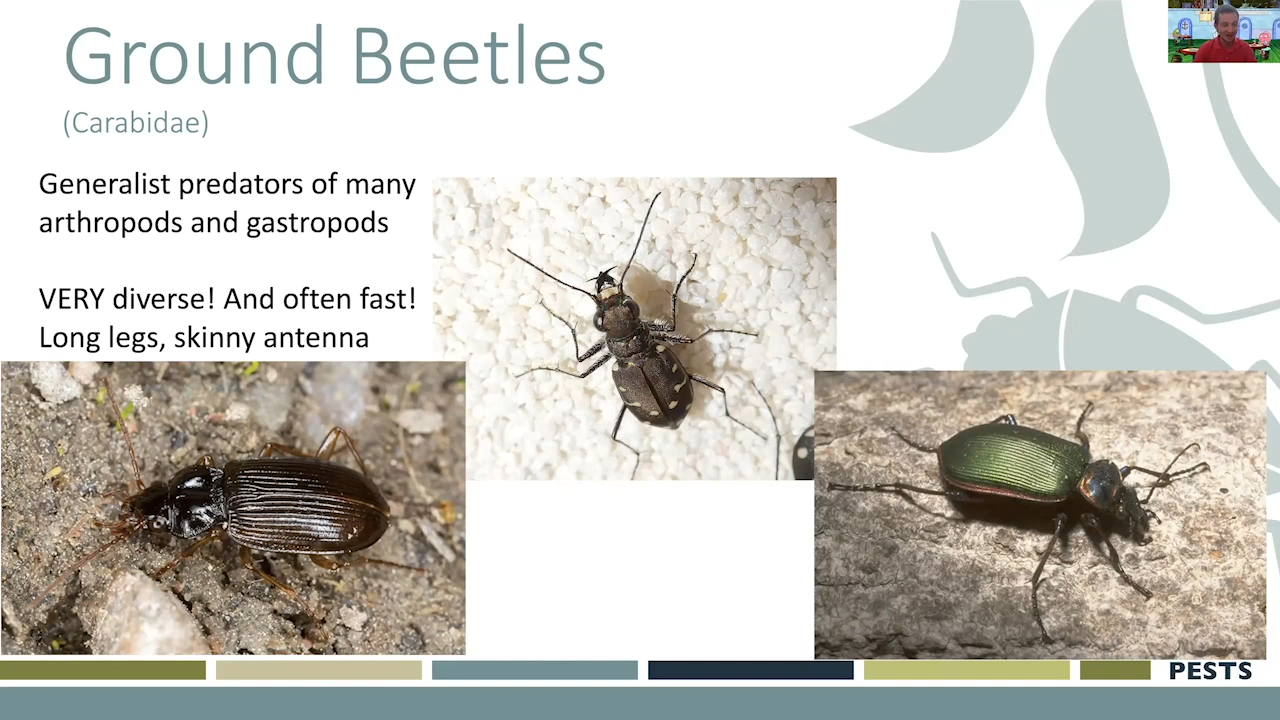 Ground Beetles
(Carabidae)
Generalist predators of many
arthropods and gastropods
VERY diverse! And often fast!
Long legs, skinny antenna
PESTS